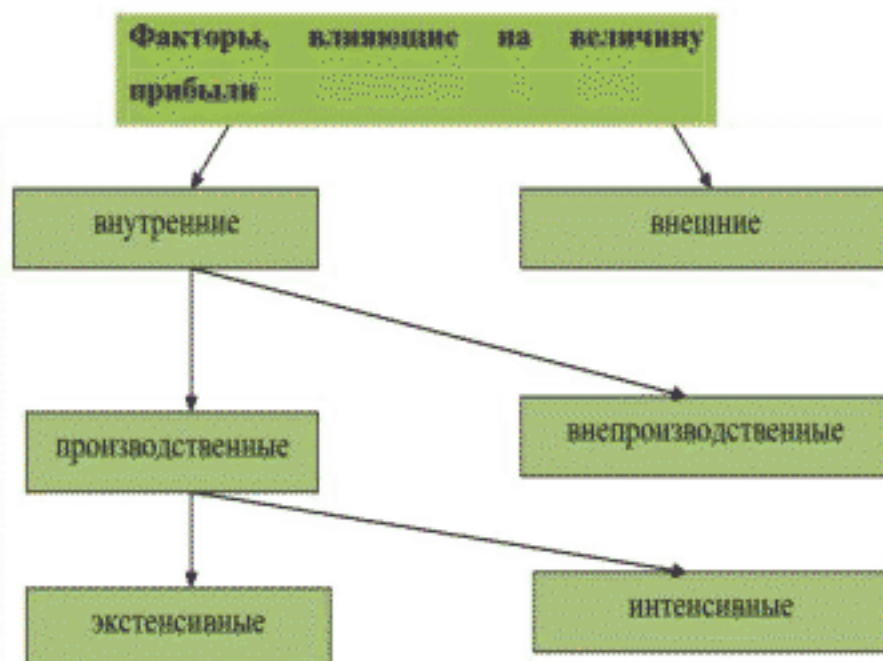 Факторы, влияющие на величину
прибыли
внутренние
внешние
производственные
внепроизводственные
экстенсивные
интенсивные